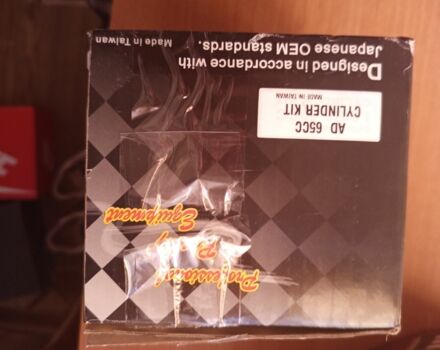 Professional
R
Equipment
AD 65CC
CYLINDER KIT
MADE IN TAIWAN
Designed in accordance with
Japanese OEM standards.
Made in Taiwan